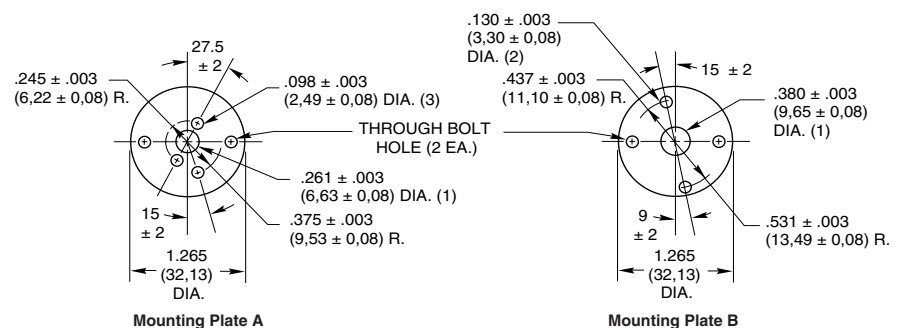 27.5
± 2
.245 ± .003
(6,22 ± 0,08) R.
.098 ± .003
(2,49 ± 0,08) DIA. (3)
THROUGH BOLT
HOLE (2 EA.)
.261 ± .003
(6,63 ± 0,08) DIA. (1)
.375 ± .003
(9,53 ± 0,08) R.
15
± 2
1.265
(32,13)
DIA.
Mounting Plate A
.130 ± .003
(3,30 ± 0,08)
DIA. (2)
15 ± 2
.437 ± .003
(11,10 ± 0,08) R.
.380 ± .003
(9,65 ± 0,08)
DIA. (1)
9
± 2
.531 ± .003
(13,49 ± 0,08) R.
1.265
(32,13)
DIA.
Mounting Plate B